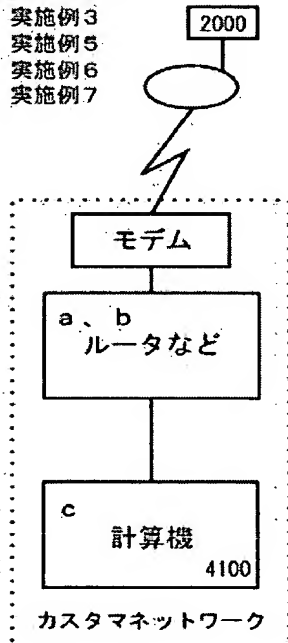 実施例3
実施例5
実施例6
実施例7
2000
モデム
a、b
ルータなど
c
計算機
4100
カスタマネットワーク